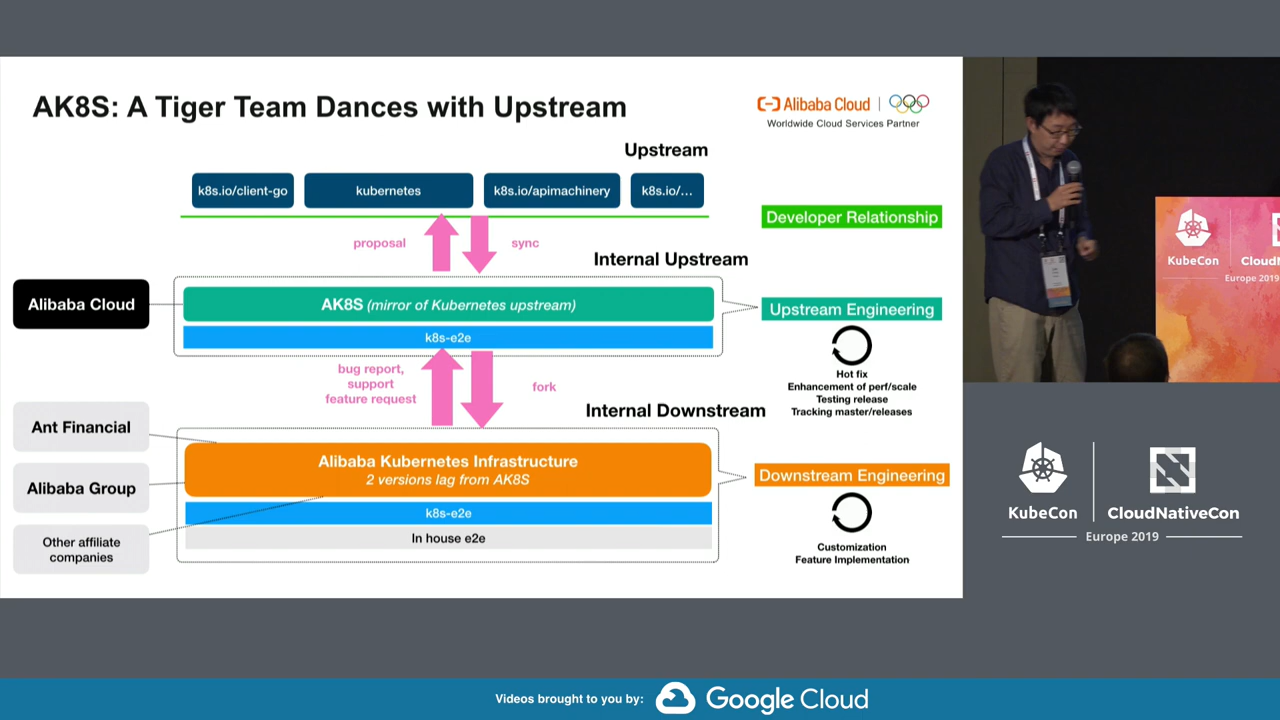 AK8S: A Tiger Team Dances with Upstream
Alibaba Cloud
Worldwide Cloud Services Partner
Upstream
k8s.io/client-go
kubernetes
k8s.io/apimachinery
k8s.io/...
Developer Relationship
proposal
sync
Internal Upstream
Alibaba Cloud
AK8S (mirror of Kubernetes upstream)
k8s-e2e
Upstream Engineering
Hot fix
Enhancement of perf/scale
Testing release
Tracking master/releases
bug report,
support
feature request
fork
Internal Downstream
Ant Financial
Alibaba Group
Other affiliate
companies
Alibaba Kubernetes Infrastructure
2 versions lag from AK8S
k8s-e2e
In house e2e
Downstream Engineering
Customization
Feature Implementation
KubeCon
Europe 2019
KubeCon
CloudNativeCon
Europe 2019
Videos brought to you by:
Google Cloud